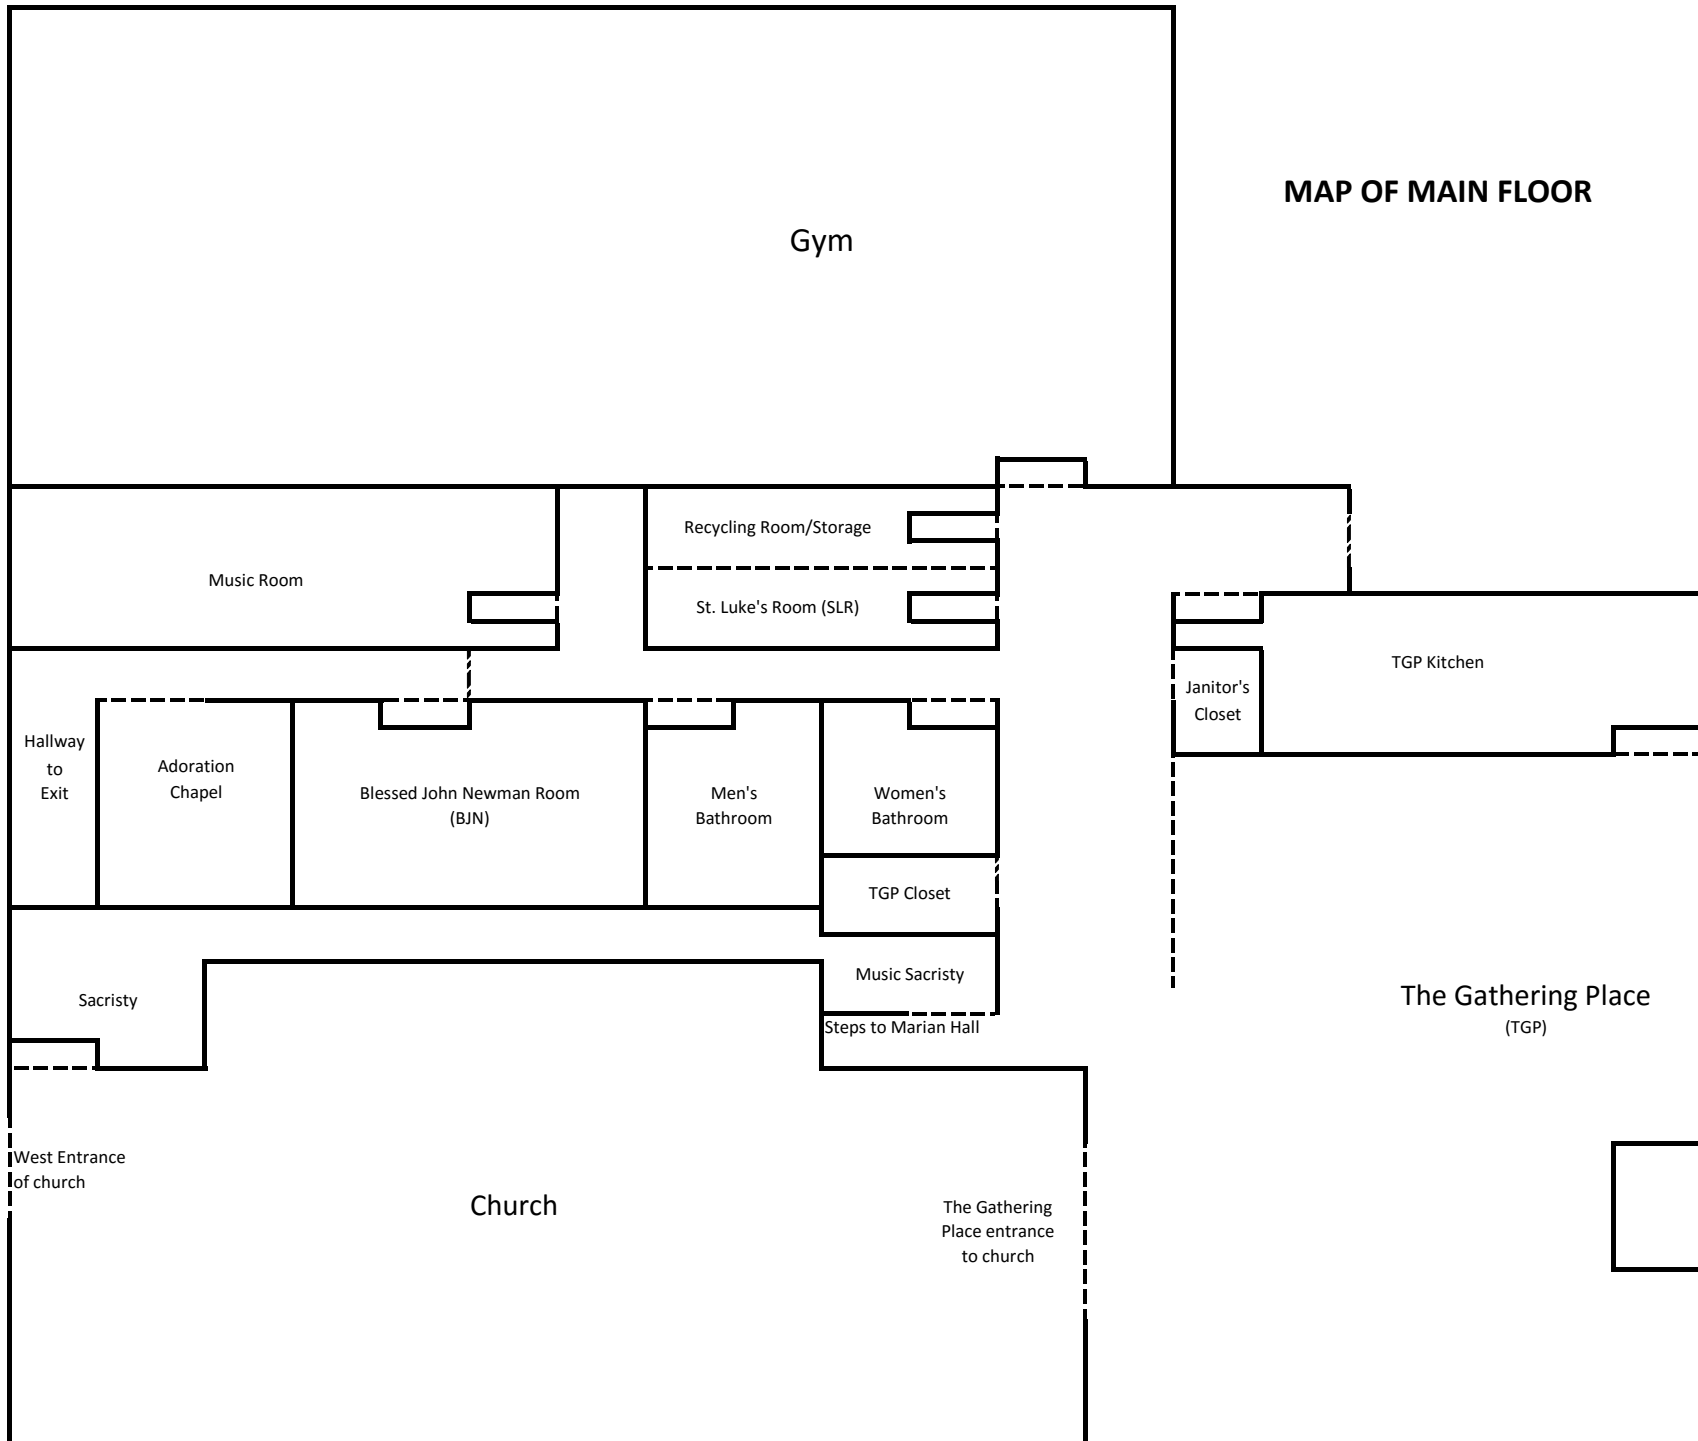 MAP OF MAIN FLOOR
Gym
Recycling Room/Storage
Music Room
St. Luke's Room (SLR)
TGP Kitchen
Janitor's
Closet
Hallway
to
Exit
Adoration
Chapel
Blessed John Newman Room
(BJN)
Men's
Bathroom
Women's
Bathroom
TGP Closet
Music Sacristy
Sacristy
Steps to Marian Hall
The Gathering Place
(TGP)
West Entrance
of church
Church
The Gathering
Place entrance
to church